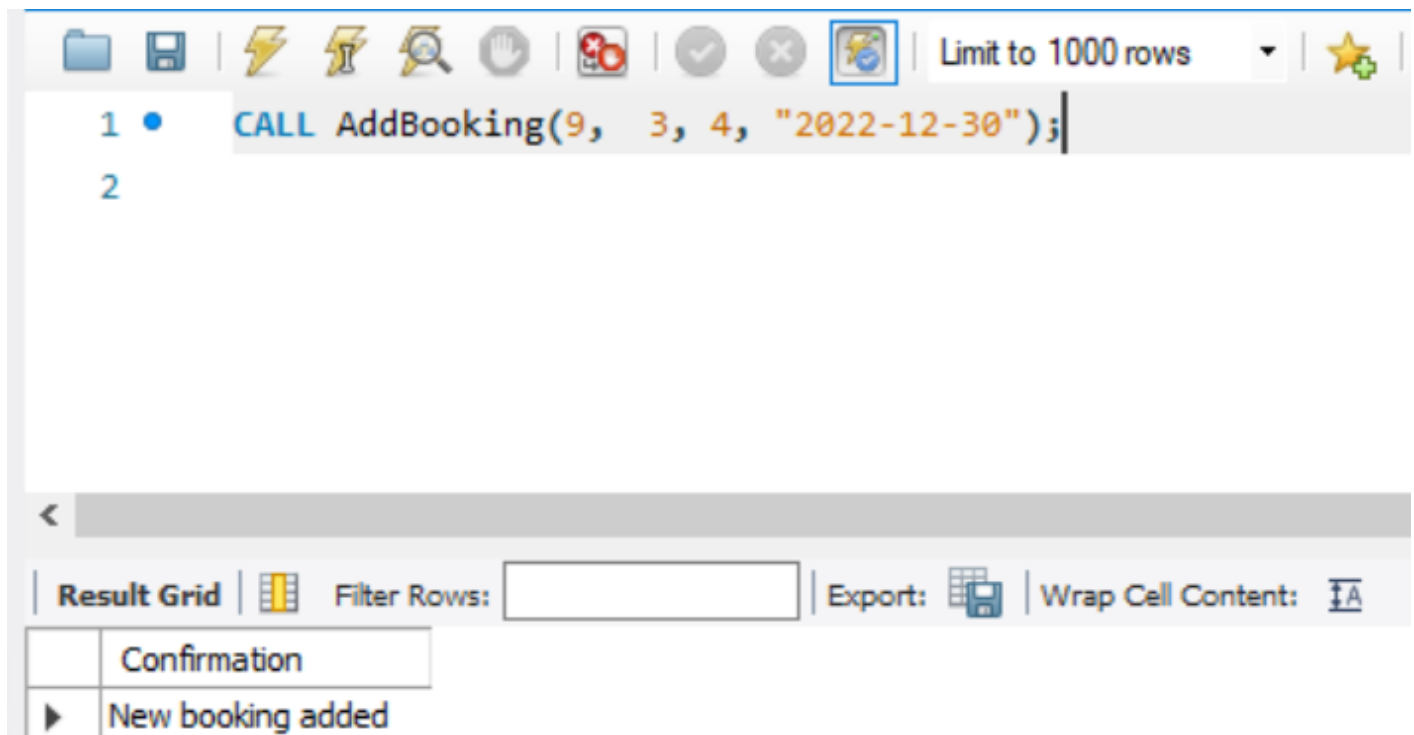 Limit to 1000 rows
1 CALL AddBooking(9,  3, 4, "2022-12-30");
2
Result Grid Filter Rows: Export: Wrap Cell Content:
Confirmation
New booking added